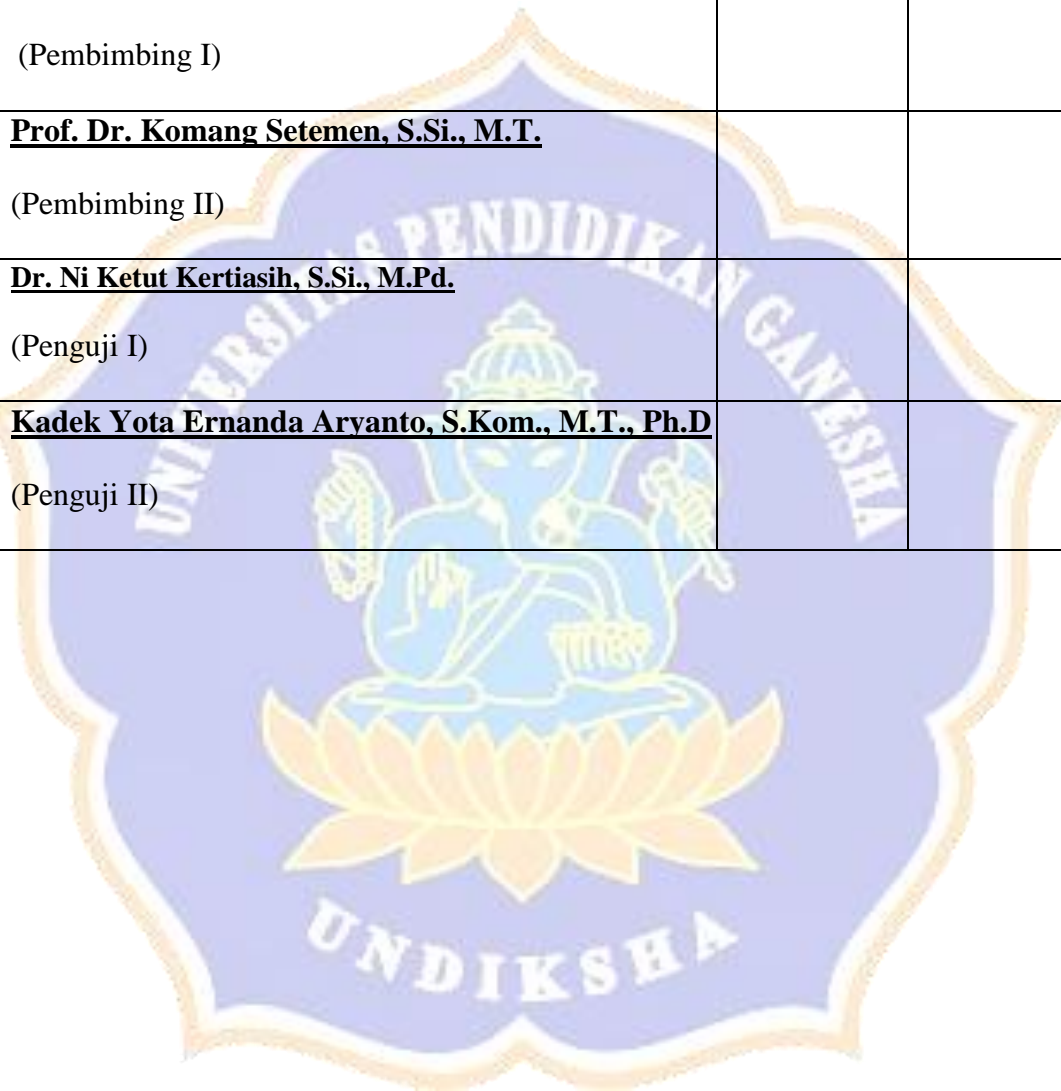 (Pembimbing I)
Prof. Dr. Komang Setemen, S.Si., M.T.
(Pembimbing II)
Dr. Ni Ketut Kertiasih, S.Si., M.Pd.
(Penguji I)
Kadek Yota Ernanda Aryanto, S.Kom., M.T., Ph.D
(Penguji II)
UNIVERSITAS PENDIDIKAN GANESHA
UNDIKSHA